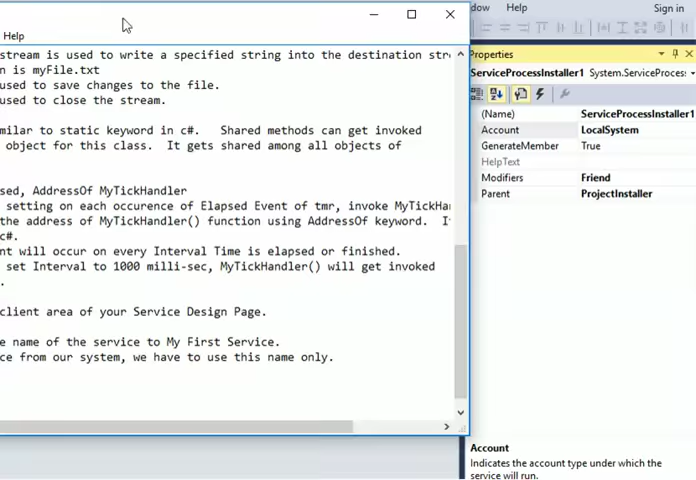 Help
stream is used to write a specified string into the destination stre
n is myFile.txt
used to save changes to the file.
used to close the stream.
milar to static keyword in c#.   Shared methods can get invoked
object for this class.  It gets shared among all objects of
sed, AddressOf MyTickHandler
setting on each occurence of Elapsed Event of tmr, invoke MyTickHa
the address of MyTickHandler() function using AddressOf keyword.  I
c#.
nt will occur on every Interval Time is elapsed or finished.
set Interval to 1000 milli-sec, MyTickHandler() will get invoked
.
client area of your Service Design Page.
e name of the service to My First Service.
ce from our system, we have to use this name only.
dow Help Sign in
Properties
ServiceProcessInstaller1 System.ServiceProces:
(Name) ServiceProcessInstaller1
Account LocalSystem
GenerateMember True
HelpText
Modifiers Friend
Parent ProjectInstaller
Account
Indicates the account type under which the
service will run.